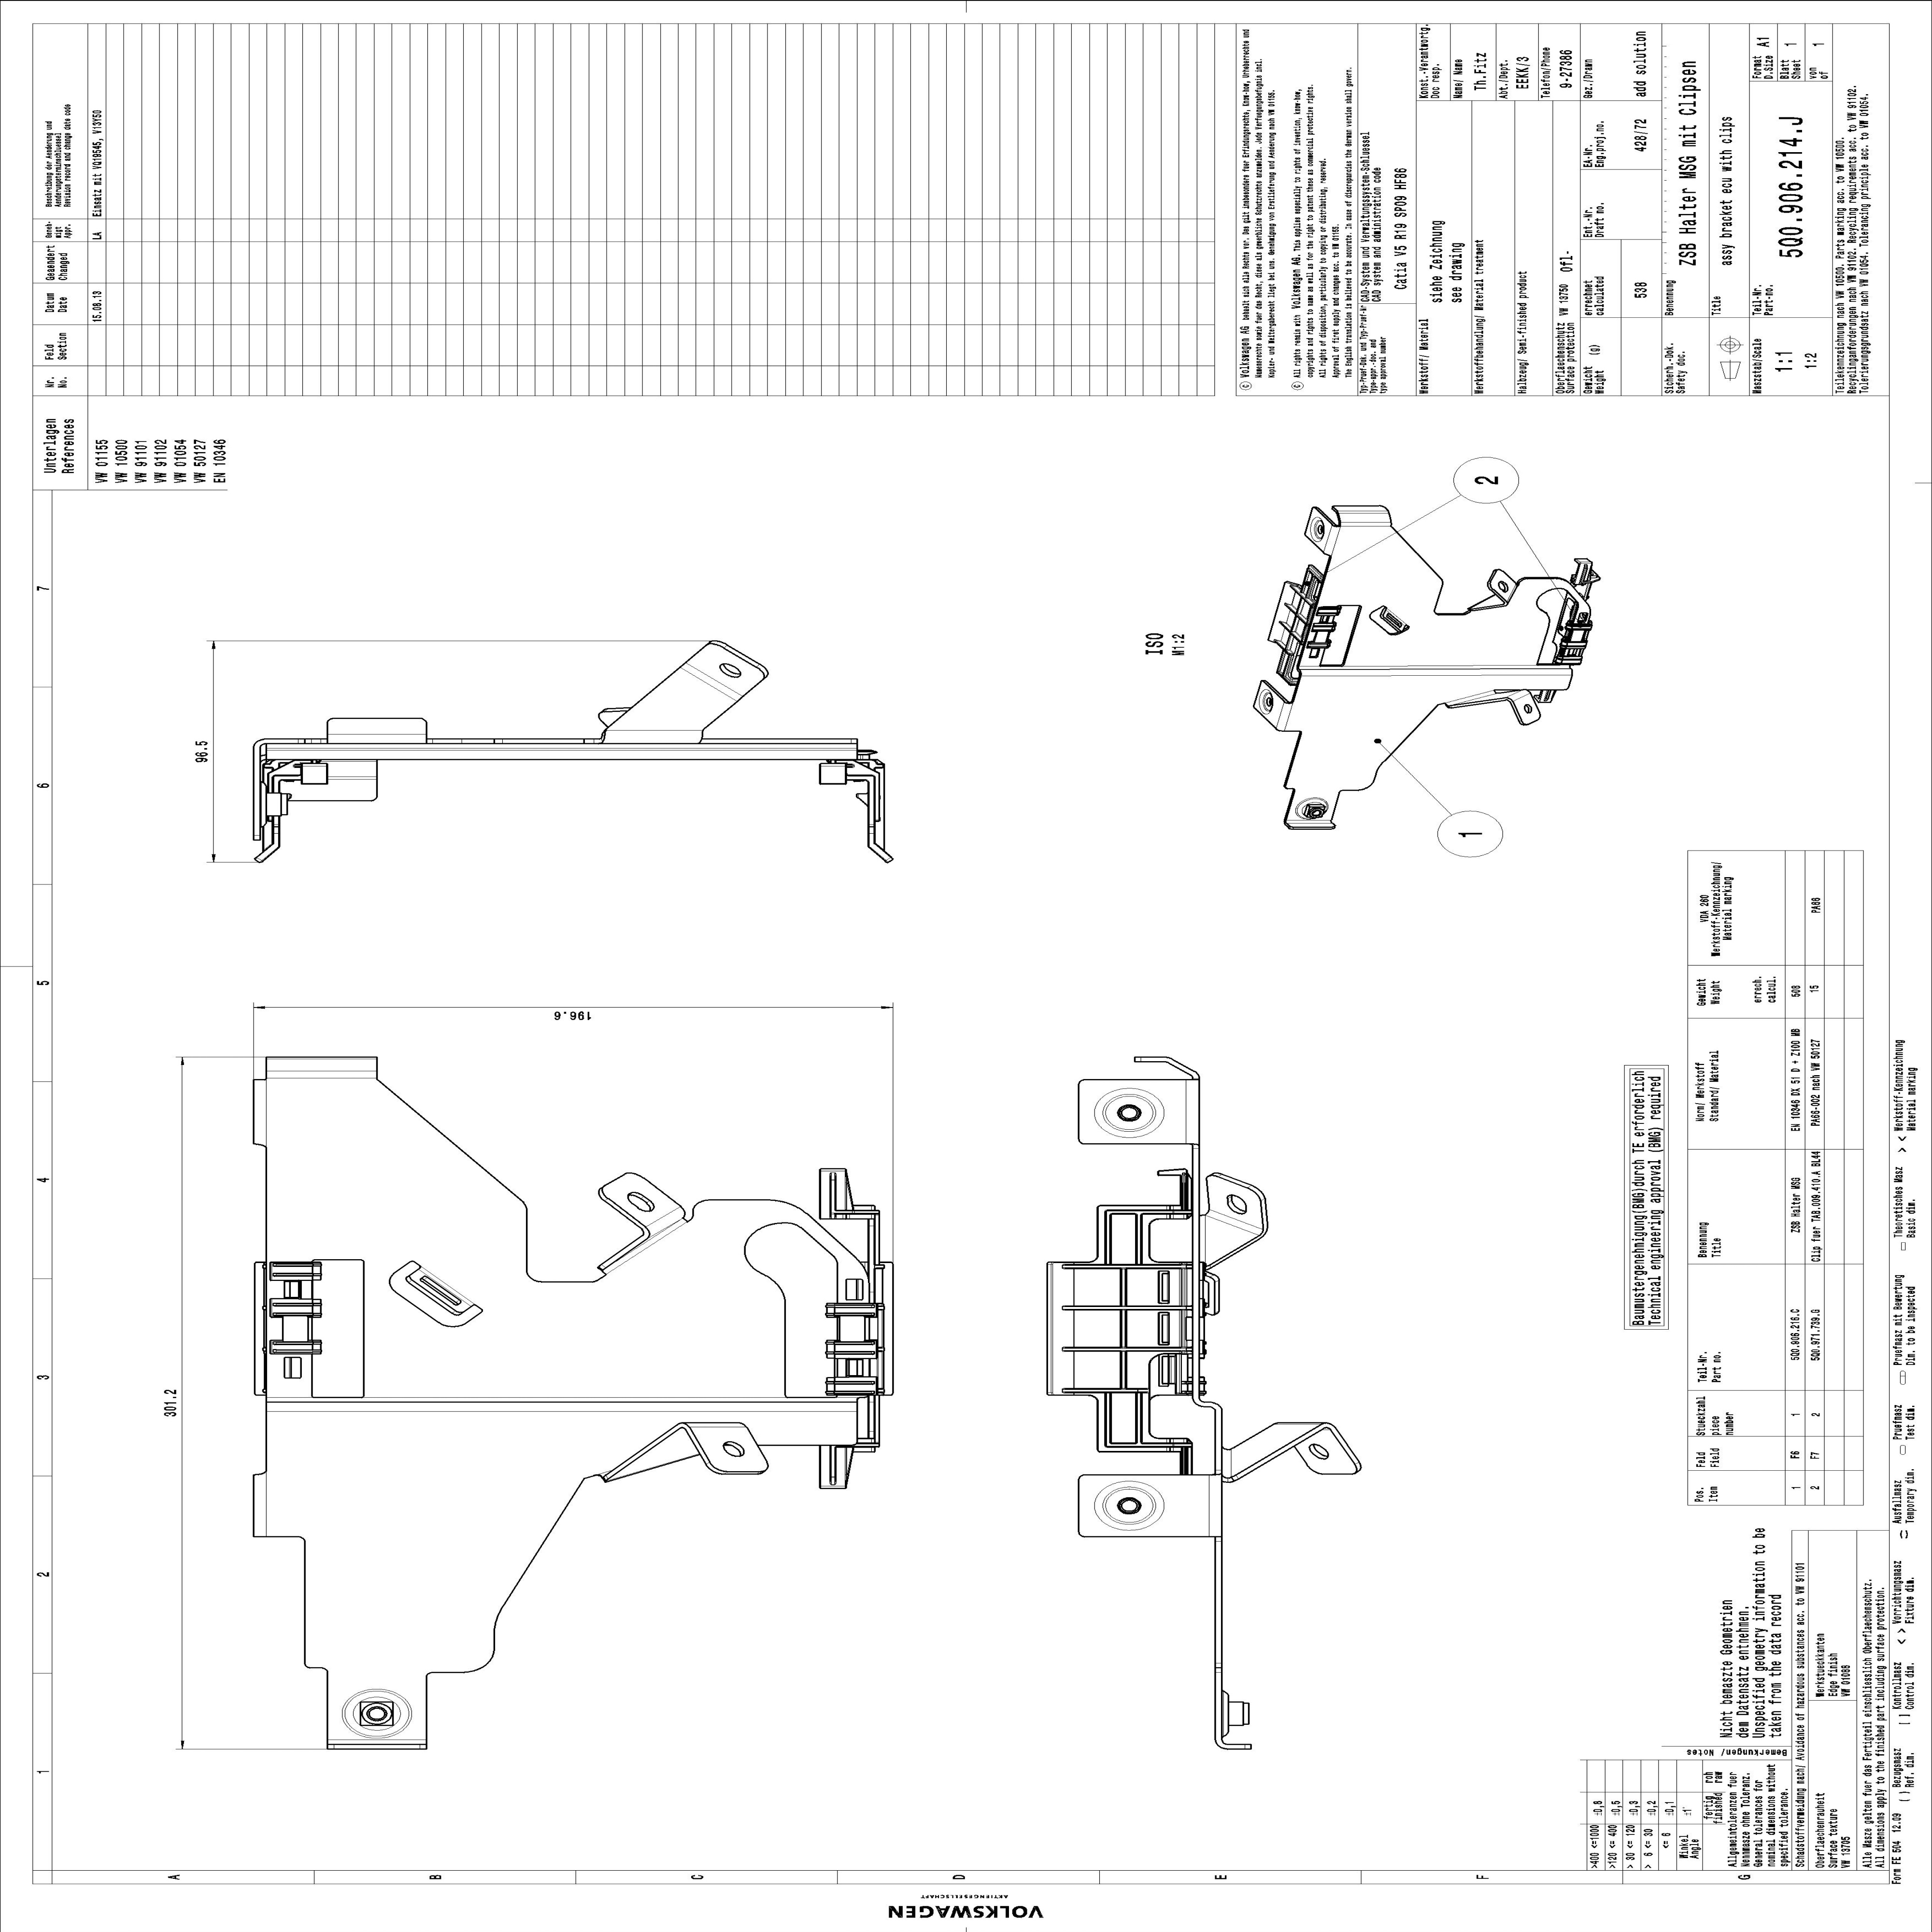 Unterlagen
References
VW 01155
VW 10500
VW 91101
VW 91102
VW 01054
VW 50127
EN 10346
Nr.
No.
Feld
Section
Datum
Date
Geaendert
Changed
Geneh-
migt
Appr.
Beschreibung der Aenderung und
Aenderungsterminschluessel
Revision record and change date code
15.08.13 LA Einsatz mit VQ19545, V13Y50
7
6
5
4
3
2
1
A
B
C
D
E
F
G
96.5
196.6
301.2
ISO
M1:2
1
2
© Volkswagen AG behaelt sich alle Rechte vor. Das gilt insbesondere fuer Erfindungsrechte, Know-how, Urheberrechte und
Namensrechte sowie fuer das Recht, diese als gewerbliche Schutzrechte anzumelden. Jede Verfuegungsbefugnis incl.
Kopier- und Weitergaberecht liegt bei uns. Genehmigung von Erstlieferung und Aenderung nach VW 01155.
© All rights remain with Volkswagen AG. This applies especially to rights of invention, know-how,
copyrights and rights to name as well as for the right to patent these as commercial protective rights.
All rights of disposition, particularly to copying or distributing, reserved.
Approval of first supply and changes acc. to VW 01155.
The English translation is believed to be accurate. In case of discrepancies the German version shall govern.
Typ-Pruef-Dok. und Typ-Pruef-Nr
Type-appr.-doc. and
type approval number
CAD-System und Verwaltungssystem-Schluessel
CAD system and administration code
Catia V5 R19 SP09 HF86
Werkstoff/ Material
siehe Zeichnung
see drawing
Konst.-Verantwortg.
Doc resp.
Name/ Name
Th.Fitz
Abt./Dept.
EEKK/3
Telefon/Phone
9-27386
Werkstoffbehandlung/ Material treatment
Halbzeug/ Semi-finished product
Oberflaechenschutz
Surface protection
VW 13750 Ofl-
Gewicht
Weight
(g)
errechnet
calculated
538
Ent.-Nr.
Draft no.
EA-Nr.
Eng.proj.no.
428/72
Gez./Drawn
add solution
Sicherh.-Dok.
Safety doc.
Benennung
ZSB Halter MSG mit Clipsen
Title
assy bracket ecu with clips
Maszstab/Scale
1:1
1:2
Teil-Nr.
Part-no.
5Q0.906.214.J
Format
D.Size
A1
Blatt
Sheet
1
von
of
1
Teilekennzeichnung nach VW 10500. Parts marking acc. to VW 10500.
Recyclinganforderungen nach VW 91102. Recycling requirements acc. to VW 91102.
Tolerierungsgrundsatz nach VW 01054. Tolerancing principle acc. to VW 01054.
Baumustergenehmigung(BMG)durch TE erforderlich
Technical engineering approval (BMG) required
Pos.
Item
Feld
Field
Stueckzahl
piece
number
Teil-Nr.
Part no.
Benennung
Title
Norm/ Werkstoff
Standard/ Material
Gewicht
Weight
errech.
calcul.
VDA 260
Werkstoff-Kennzeichnung/
Material marking
1 F6 1 5Q0.906.216.C ZSB Halter MSG EN 10346 DX 51 D + Z100 MB 508
2 F7 2 5Q0.971.739.G Clip fuer TAB.009.410.A BL44 PA66-002 nach VW 50127 15 PA66
>400 <=1000 ±0,8
>120 <= 400 ±0,5
> 30 <= 120 ±0,3
> 6 <= 30 ±0,2
<= 6 ±0,1
Winkel
Angle
±1°
fertig
finished
roh
raw
Allgemeintoleranzen fuer
Nennmasze ohne Toleranz.
General tolerances for
nominal dimensions without
specified tolerance.
Bemerkungen/ Notes
Nicht bemaszte Geometrien
dem Datensatz entnehmen.
Unspecified geometry information to be
taken from the data record
Schadstoffvermeidung nach/ Avoidance of hazardous substances acc. to VW 91101
Oberflaechenrauheit
Surface texture
VW 13705
Werkstueckkanten
Edge finish
VW 01088
Alle Masze gelten fuer das Fertigteil einschliesslich Oberflaechenschutz.
All dimensions apply to the finished part including surface protection.
Form FE 504 12.09
( ) Bezugsmasz
Ref. dim.
[ ] Kontrollmasz
Control dim.
< > Vorrichtungsmasz
Fixture dim.
Ausfallmasz
Temporary dim.
Pruefmasz
Test dim.
Pruefmasz mit Bewertung
Dim. to be inspected
Theoretisches Masz
Basic dim.
> < Werkstoff-Kennzeichnung
Material marking
VOLKSWAGEN
AKTIENGESELLSCHAFT